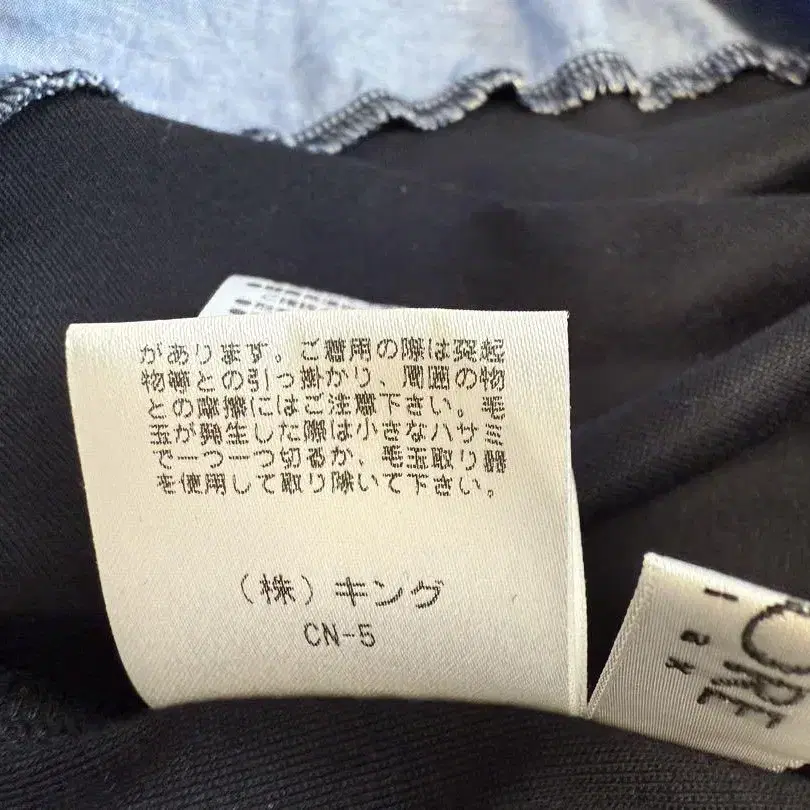 があります。ご着用の際は突起
物等との引っ掛かり、周囲の物
との摩擦にはご注意下さい。毛
玉が発生した際は小さなハサミ
で一つ一つ切るか、毛玉取り器
を使用して取り除いて下さい。
（株）キング
CN-5
ORE